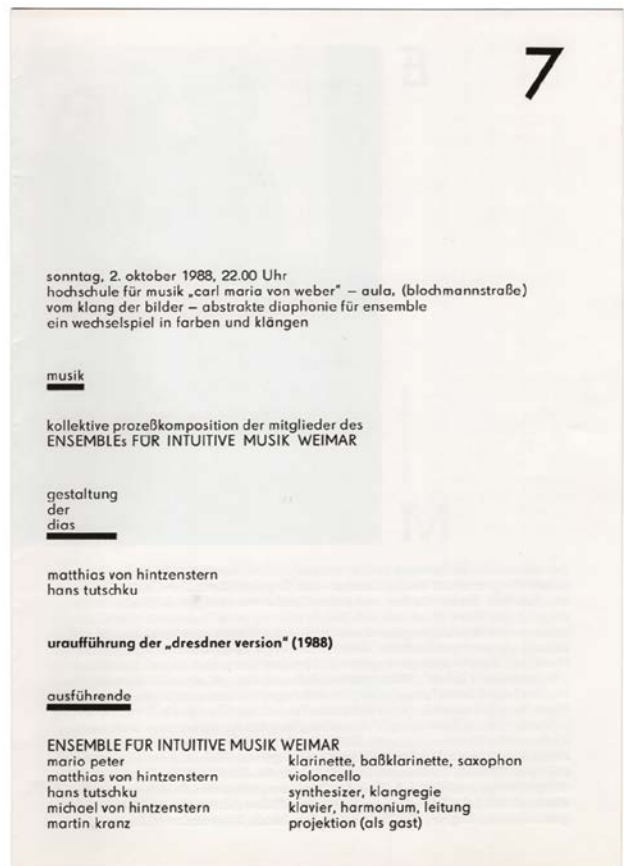 7
sonntag, 2. oktober 1988, 22.00 Uhr
hochschule für musik „carl maria von weber" – aula, (blochmannstraße)
vom klang der bilder – abstrakte diaphonie für ensemble
ein wechselspiel in farben und klängen
musik
kollektive prozeßkomposition der mitglieder des
ENSEMBLEs FÜR INTUITIVE MUSIK WEIMAR
gestaltung
der
dias
matthias von hintzenstern
hans tutschku
uraufführung der „dresdner version" (1988)
ausführende
ENSEMBLE FÜR INTUITIVE MUSIK WEIMAR
mario peter klarinette, baßklarinette, saxophon
matthias von hintzenstern violoncello
hans tutschku synthesizer, klangregie
michael von hintzenstern klavier, harmonium, leitung
martin kranz projektion (als gast)